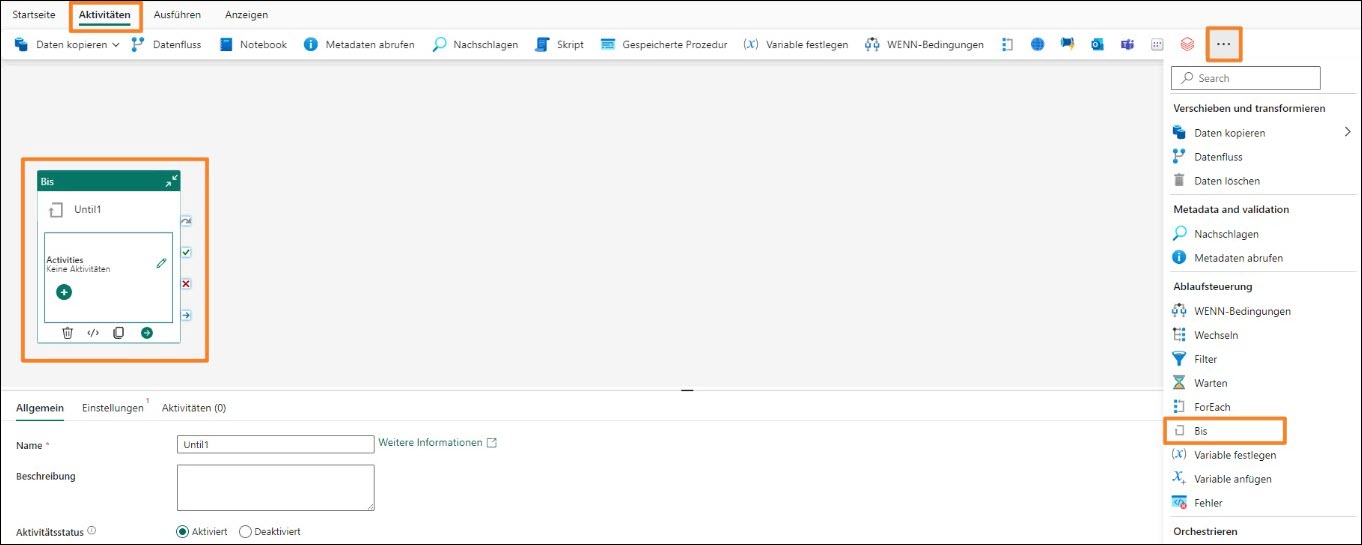 Startseite Aktivitäten Ausführen Anzeigen
Daten kopieren Datenfluss Notebook Metadaten abrufen Nachschlagen Skript Gespeicherte Prozedur (x) Variable festlegen WENN-Bedingungen ...
Search
Verschieben und transformieren
Daten kopieren
Datenfluss
Daten löschen
Metadata and validation
Nachschlagen
Metadaten abrufen
Ablaufsteuerung
WENN-Bedingungen
Wechseln
Filter
Warten
ForEach
Bis
(x) Variable festlegen
Variable anfügen
Fehler
Orchestrieren
Bis
Until1
Activities
Keine Aktivitäten
Allgemein Einstellungen 1 Aktivitäten (0)
Name * Until1 Weitere Informationen
Beschreibung
Aktivitätsstatus Aktiviert Deaktiviert